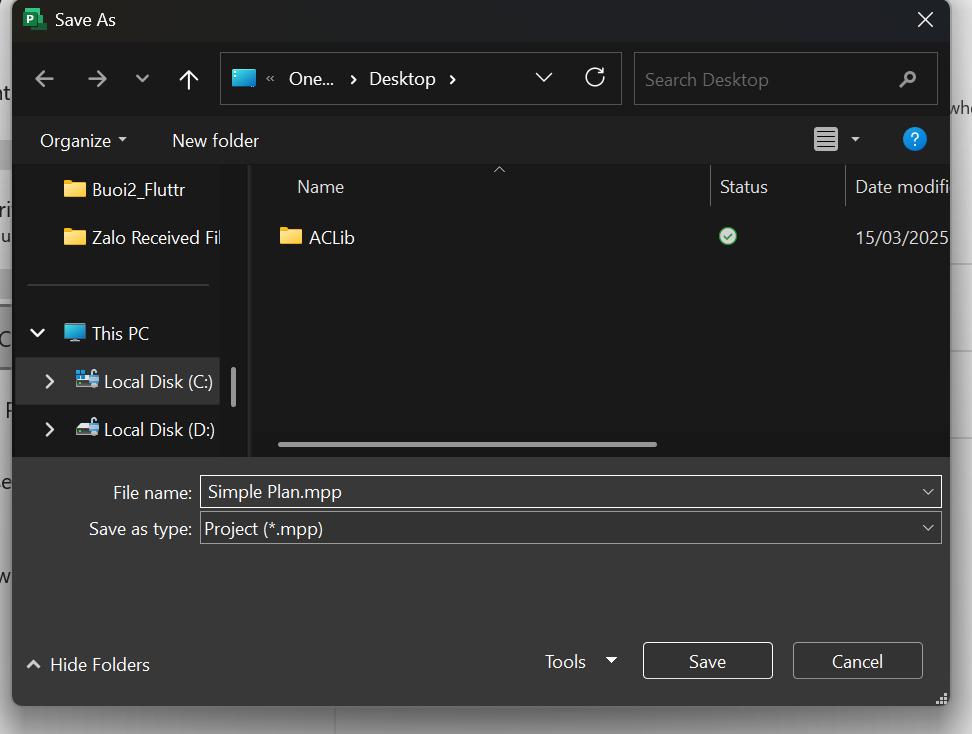 Save As
« One... > Desktop >
Search Desktop
Organize
New folder
?
Buoi2_Fluttr
Zalo Received Fil
This PC
Local Disk (C:)
Local Disk (D:)
Name
Status
Date modifi
ACLib
15/03/2025
File name: Simple Plan.mpp
Save as type: Project (*.mpp)
Hide Folders
Tools
Save
Cancel